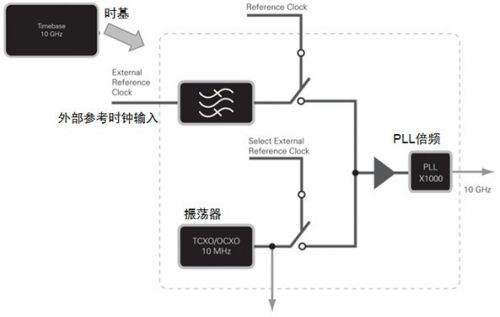 Timebase
10 GHz
时基
Reference Clock
External
Reference
Clock
外部参考时钟输入
PLL倍频
Select External
Reference Clock
PLL
X1000
10 GHz
振荡器
TCXO/OCXO
10 MHz